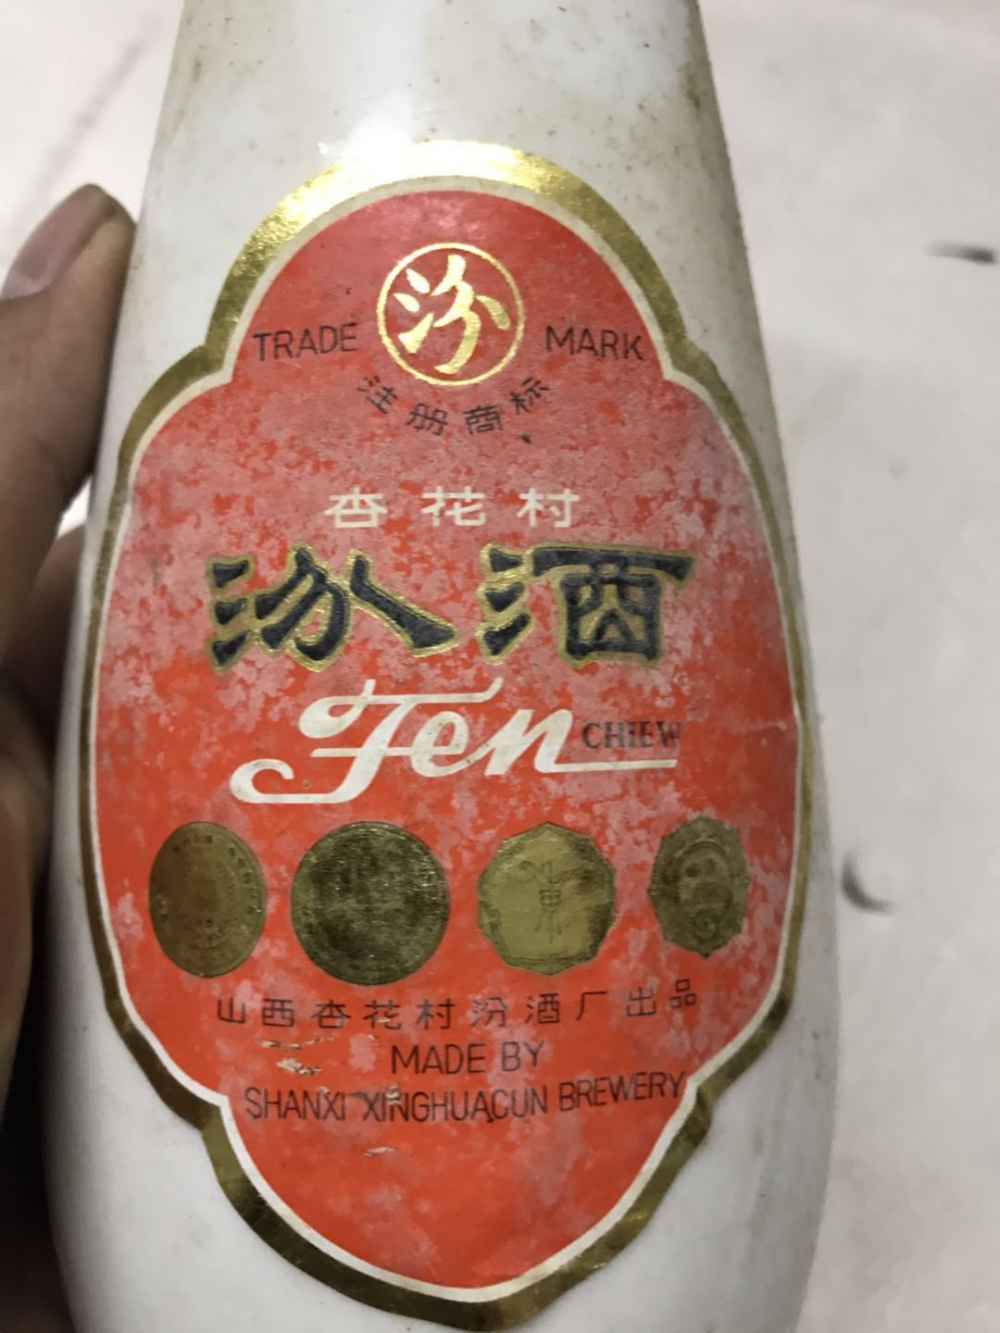 汾
TRADE MARK
注册商标
杏花村
汾酒
Fen CHIEW
山西杏花村汾酒厂出品
MADE BY
SHANXI XINGHUACUN BREWERY